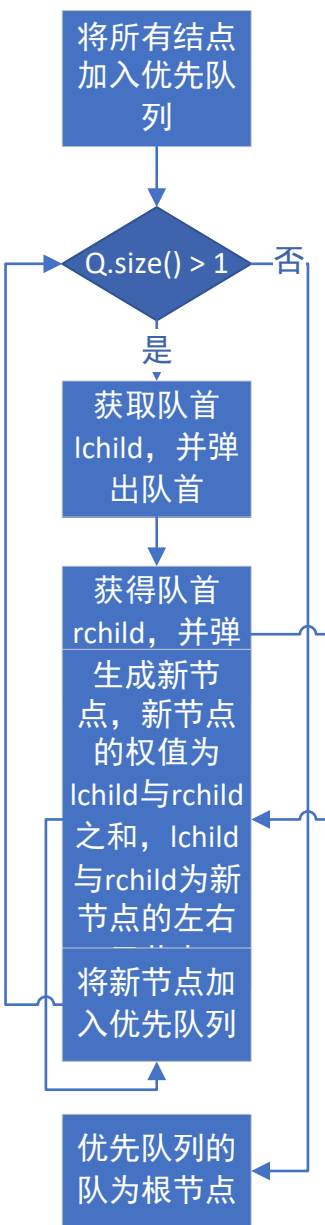 将所有结点
加入优先队
列
Q.size() > 1
否
是
获取队首
lchild，并弹
出队首
获得队首
rchild，并弹
生成新节
点，新节点
的权值为
lchild与rchild
之和，lchild
与rchild为新
节点的左右
将新节点加
入优先队列
优先队列的
队为根节点